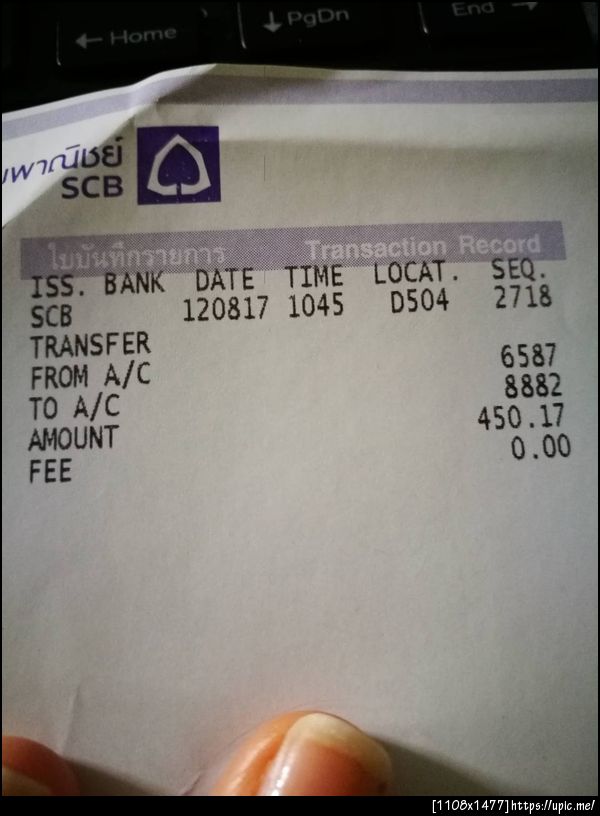 ← Home
↓ PgDn
End →
พาณิชย์
SCB
ใบบันทึกรายการ Transaction Record
ISS. BANK DATE TIME LOCAT. SEQ.
SCB 120817 1045 D504 2718
TRANSFER
FROM A/C 6587
TO A/C 8882
AMOUNT 450.17
FEE 0.00
[1108x1477]https://upic.me/